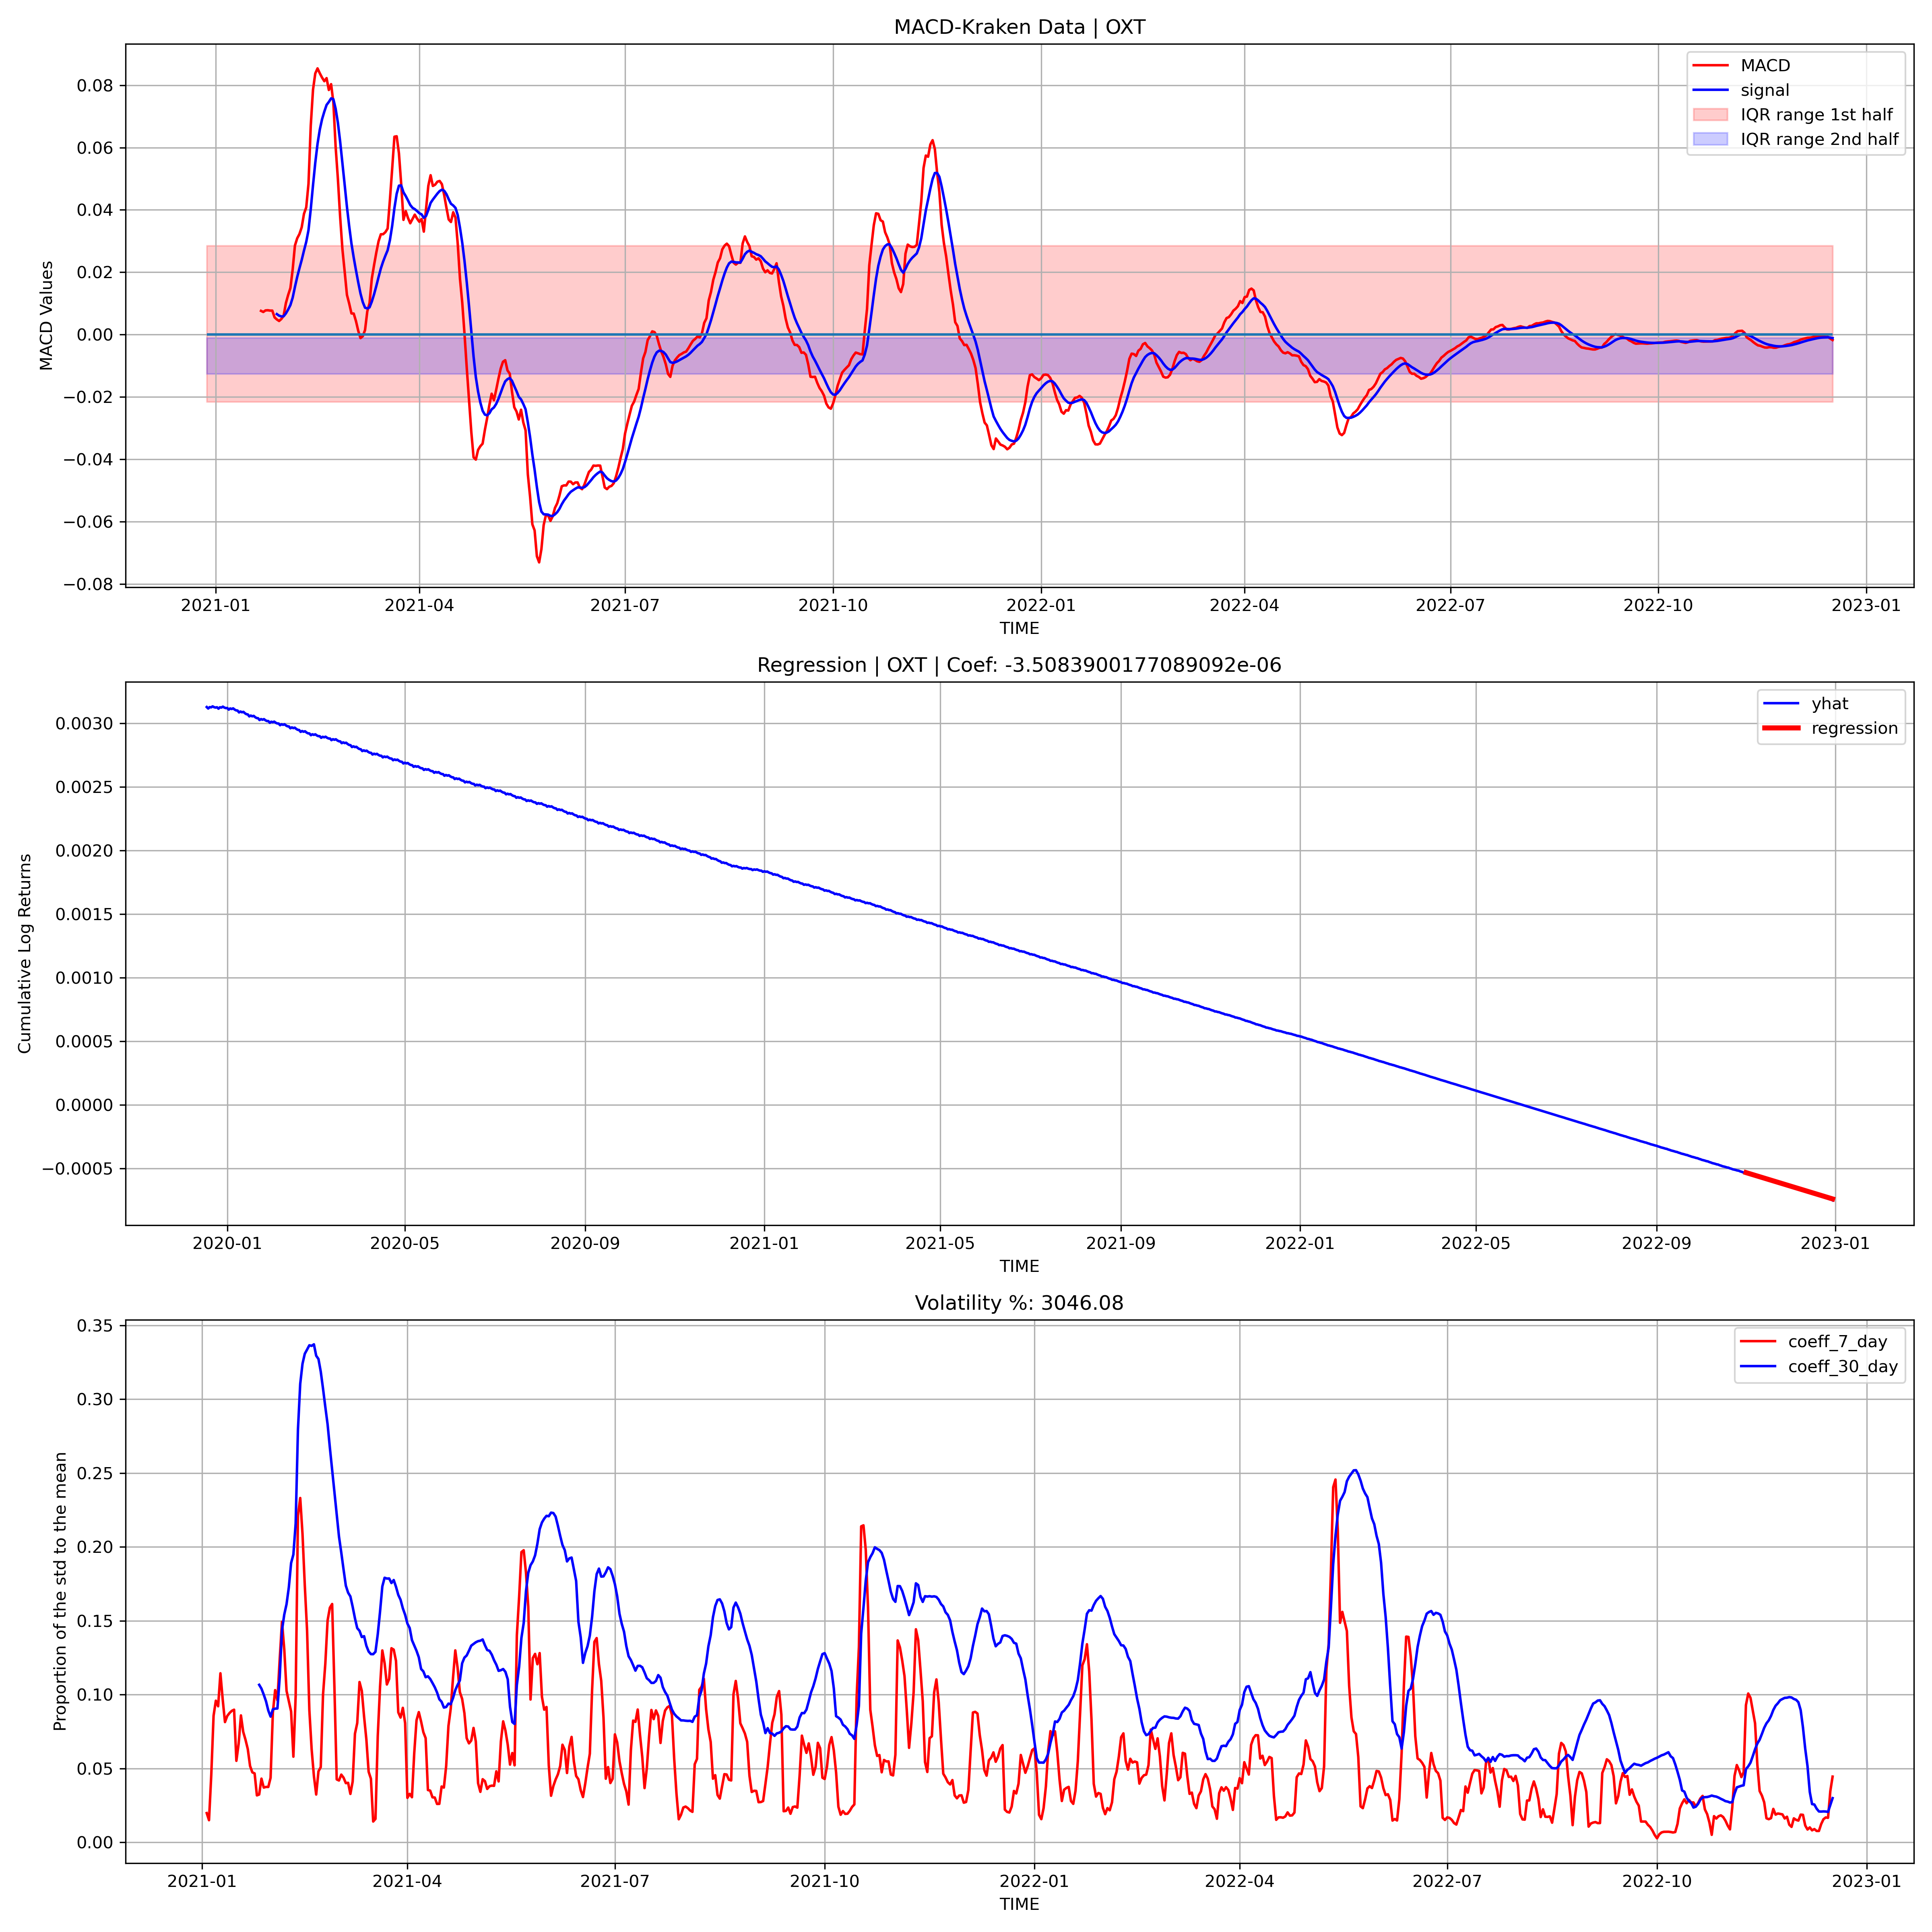 MACD-Kraken Data | OXT
MACD Values
0.08
0.06
0.04
0.02
0.00
−0.02
−0.04
−0.06
−0.08
MACD
signal
IQR range 1st half
IQR range 2nd half
2021-01 2021-04 2021-07 2021-10 2022-01 2022-04 2022-07 2022-10 2023-01
TIME
Regression | OXT | Coef: -3.5083900177089092e-06
Cumulative Log Returns
0.0030
0.0025
0.0020
0.0015
0.0010
0.0005
0.0000
−0.0005
yhat
regression
2020-01 2020-05 2020-09 2021-01 2021-05 2021-09 2022-01 2022-05 2022-09 2023-01
TIME
Volatility %: 3046.08
Proportion of the std to the mean
0.35
0.30
0.25
0.20
0.15
0.10
0.05
0.00
coeff_7_day
coeff_30_day
2021-01 2021-04 2021-07 2021-10 2022-01 2022-04 2022-07 2022-10 2023-01
TIME